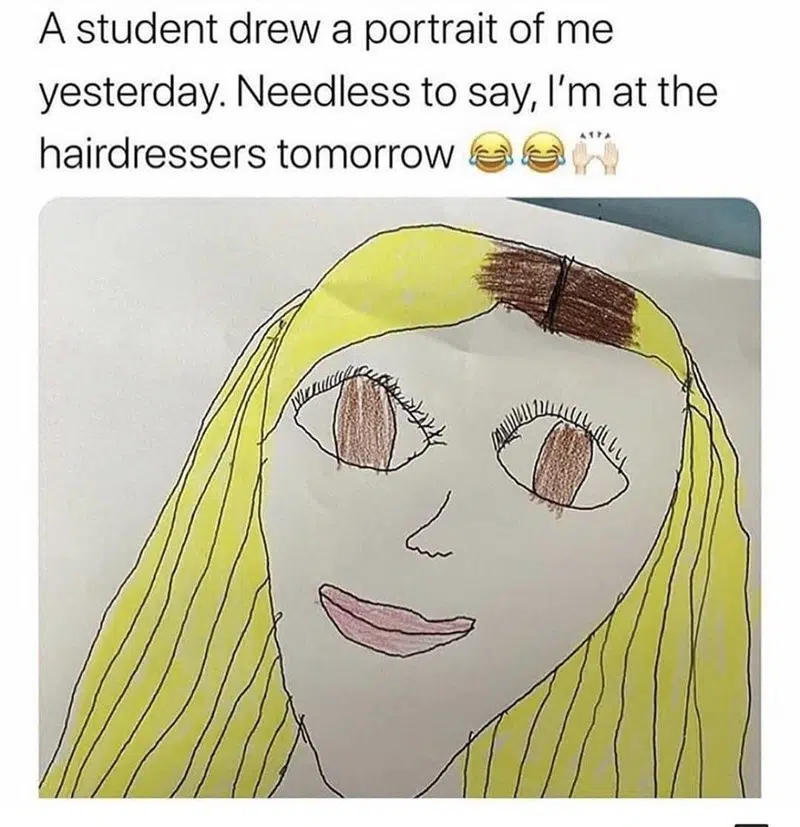 A student drew a portrait of me
yesterday. Needless to say, I’m at the
hairdressers tomorrow 😂😂🙌🏻